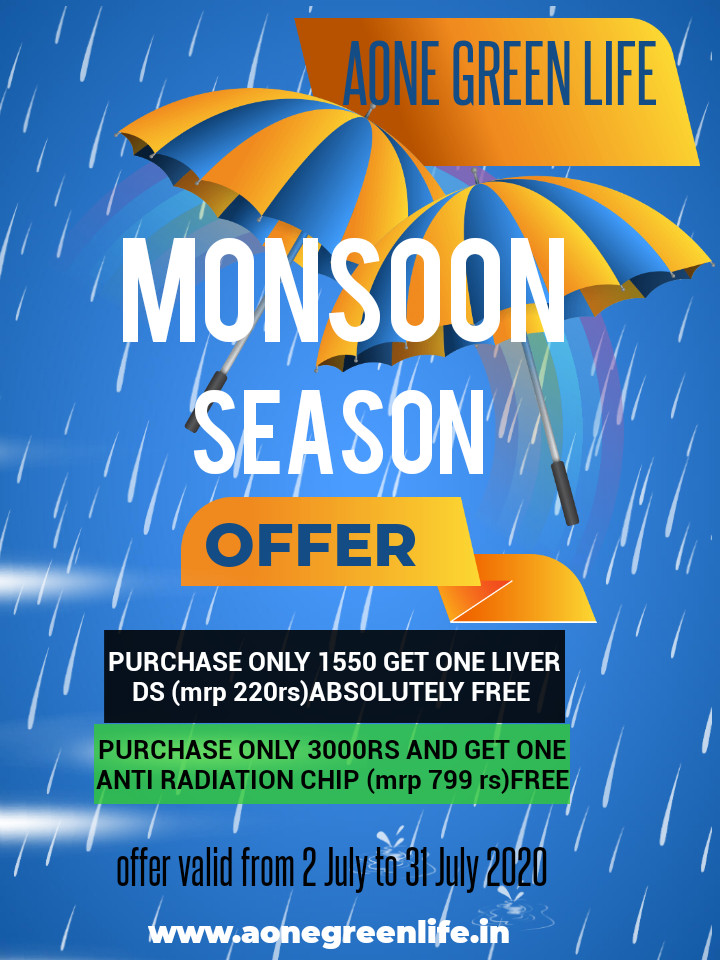 AONE GREEN LIFE
MONSOON
SEASON
OFFER
PURCHASE ONLY 1550 GET ONE LIVER
DS (mrp 220rs)ABSOLUTELY FREE
PURCHASE ONLY 3000RS AND GET ONE
ANTI RADIATION CHIP (mrp 799 rs)FREE
offer valid from 2 July to 31 July 2020
www.aonegreenlife.in